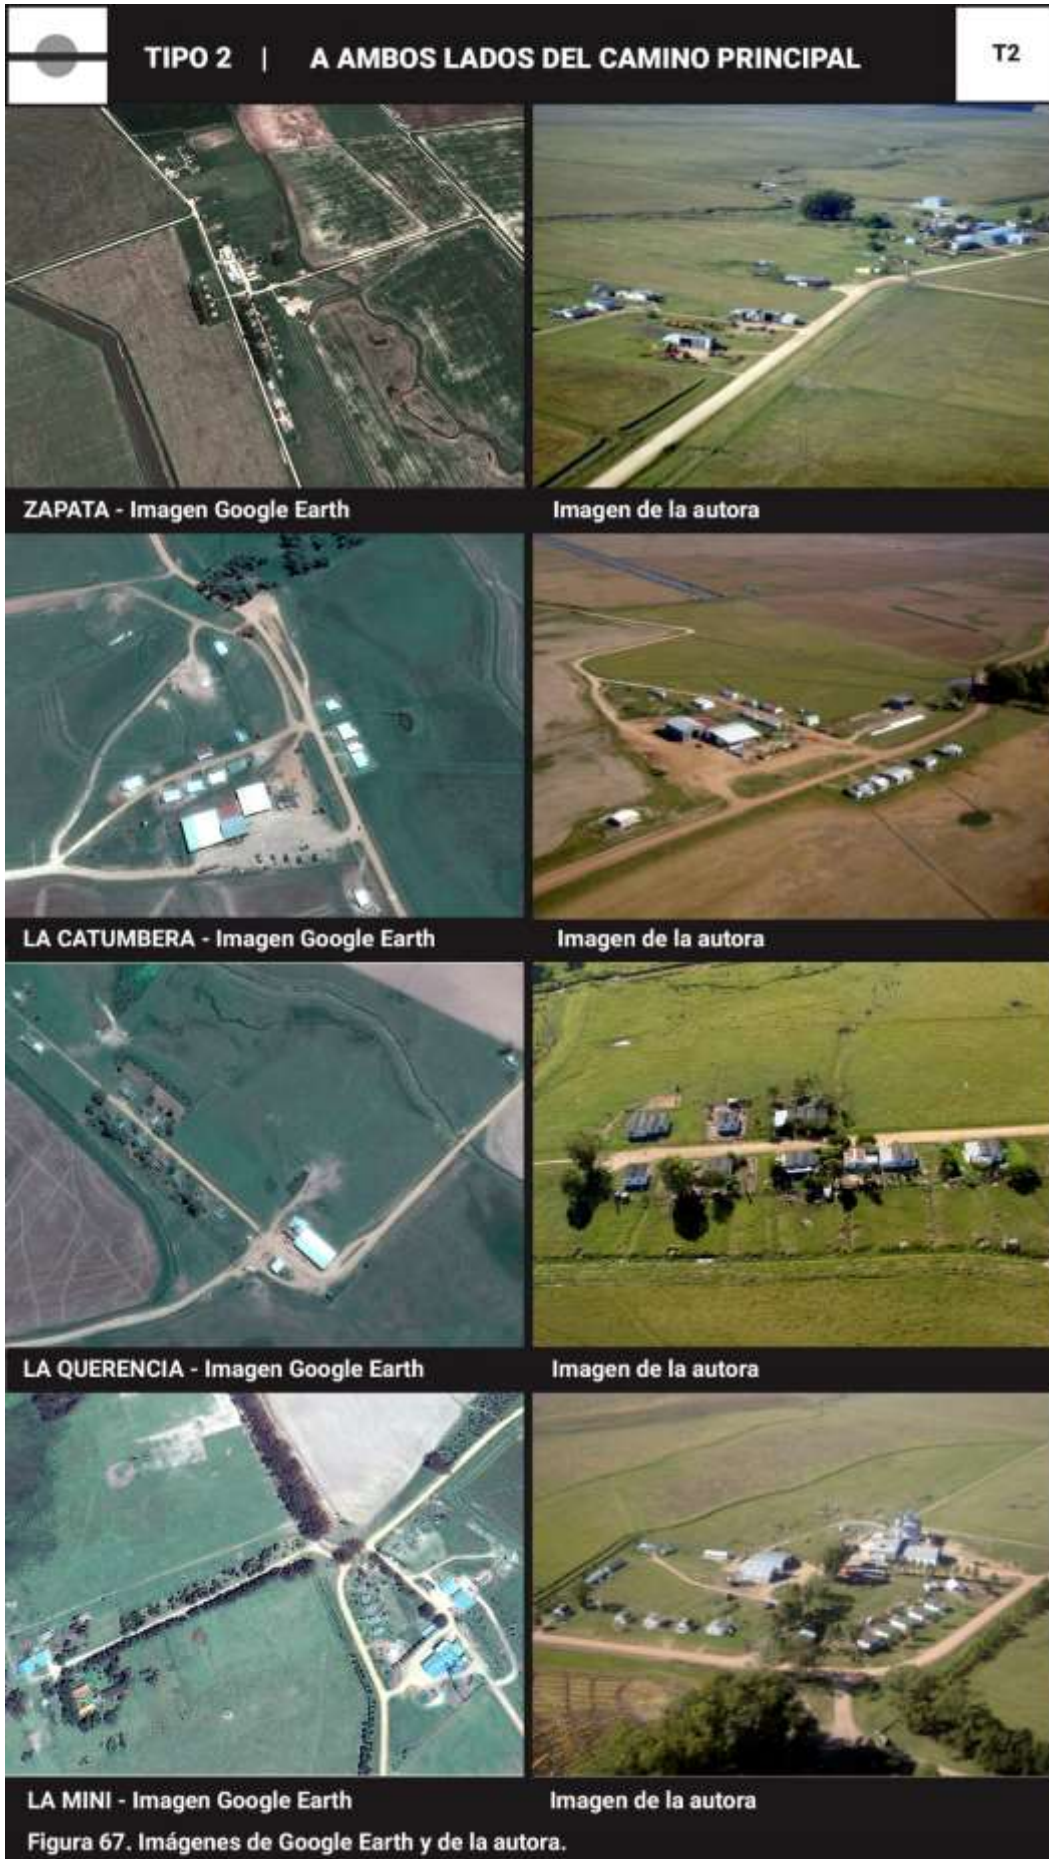 TIPO 2 | A AMBOS LADOS DEL CAMINO PRINCIPAL
T2
ZAPATA - Imagen Google Earth
Imagen de la autora
LA CATUMBERA - Imagen Google Earth
Imagen de la autora
LA QUERENCIA - Imagen Google Earth
Imagen de la autora
LA MINI - Imagen Google Earth
Imagen de la autora
Figura 67. Imágenes de Google Earth y de la autora.